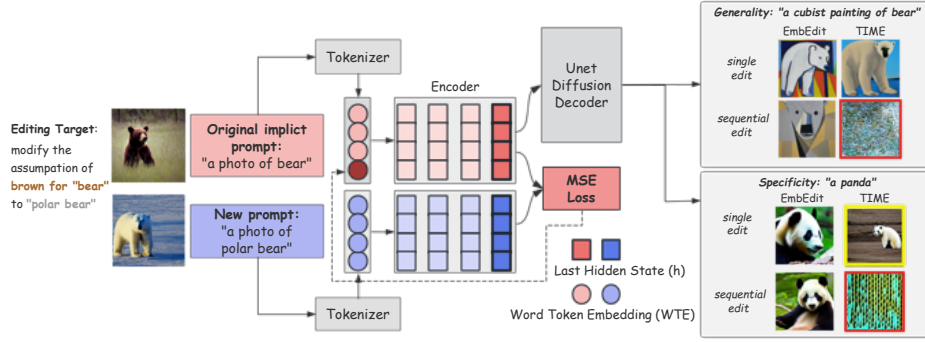 Editing Target:
modify the
assumpation of
brown for "bear"
to "polar bear"
Original implict
prompt:
"a photo of bear"
New prompt:
"a photo of
polar bear"
Tokenizer
Tokenizer
Encoder
Unet
Diffusion
Decoder
MSE
Loss
Last Hidden State (h)
Word Token Embedding (WTE)
Generality: "a cubist painting of bear"
EmbEdit TIME
single
edit
sequential
edit
Specificity: "a panda"
EmbEdit TIME
single
edit
sequential
edit